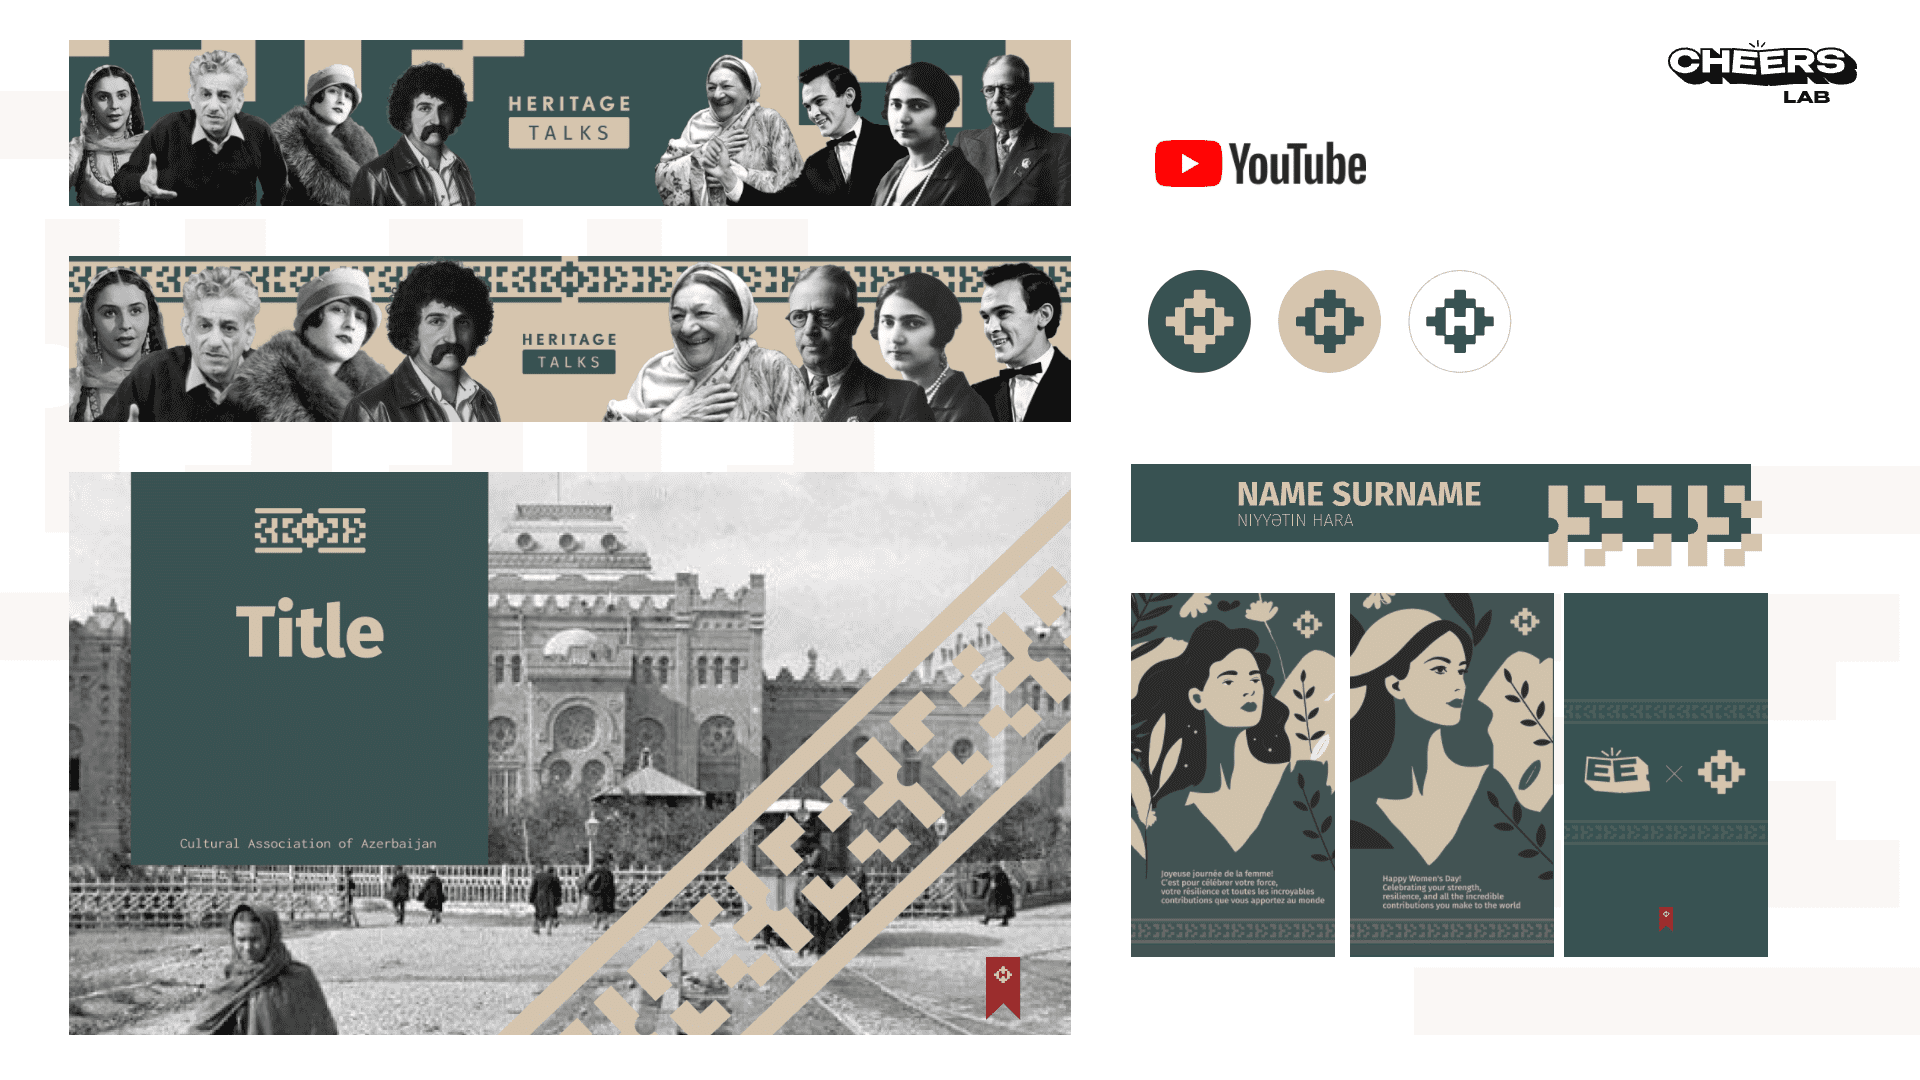 HERITAGE
TALKS
CHEERS
LAB
YouTube
HERITAGE
TALKS
NAME SURNAME
NIYYƏTIN HARA
Title
Cultural Association of Azerbaijan
Joyeuse journée de la femme!
C'est pour célébrer votre force,
votre résilience et toutes les incroyables
contributions que vous apportez au monde
Happy Women's Day!
Celebrating your strength,
resilience, and all the incredible
contributions you make to the world
EE